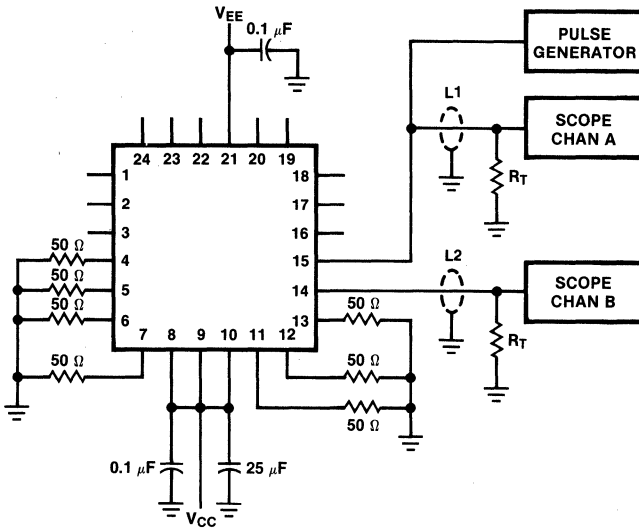 VEE
0.1 μF
PULSE
GENERATOR
L1
SCOPE
CHAN A
RT
24 23 22 21 20 19
1
2
3
4
5
6
7 8 9 10 11 12
18
17
16
15
14
13
50 Ω
50 Ω
50 Ω
50 Ω
L2
SCOPE
CHAN B
RT
50 Ω
50 Ω
50 Ω
0.1 μF
25 μF
VCC